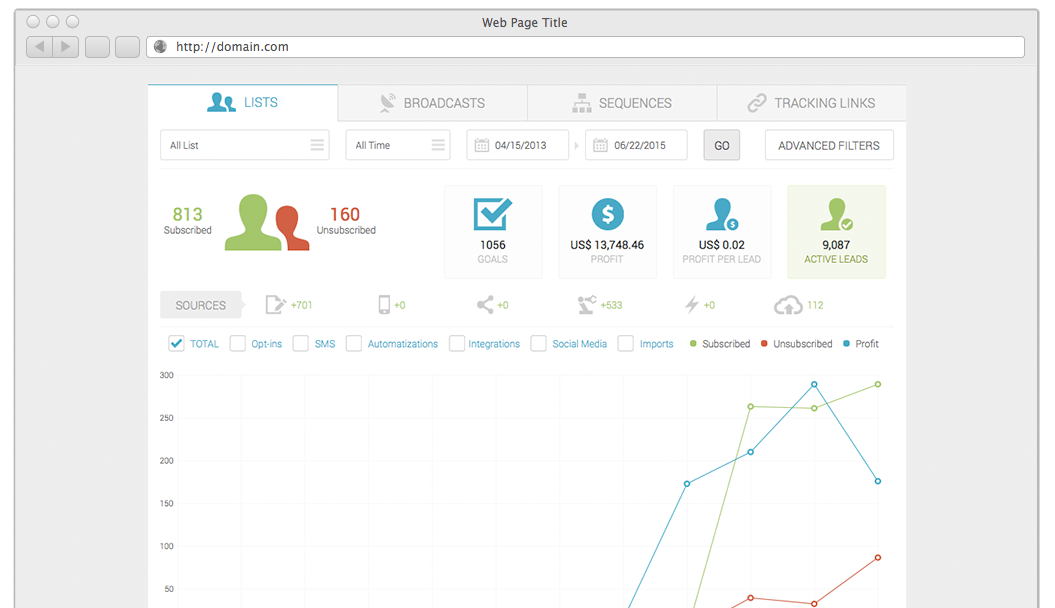 Web Page Title
http://domain.com
LISTS BROADCASTS SEQUENCES TRACKING LINKS
All List All Time 04/15/2013 06/22/2015 GO ADVANCED FILTERS
813 160
Subscribed Unsubscribed
1056 US$ 13,748.46 US$ 0.02 9,087
GOALS PROFIT PROFIT PER LEAD ACTIVE LEADS
SOURCES +701 +0 +0 +533 +0 112
TOTAL Opt-ins SMS Automatizations Integrations Social Media Imports Subscribed Unsubscribed Profit
300
250
200
150
100
50